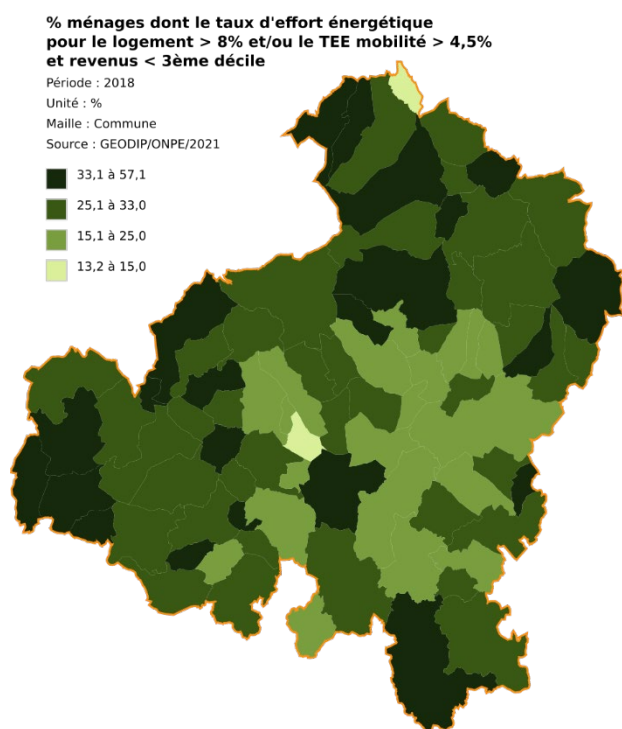 % ménages dont le taux d'effort énergétique
pour le logement > 8% et/ou le TEE mobilité > 4,5%
et revenus < 3ème décile
Période : 2018
Unité : %
Maille : Commune
Source : GEODIP/ONPE/2021
33,1 à 57,1
25,1 à 33,0
15,1 à 25,0
13,2 à 15,0